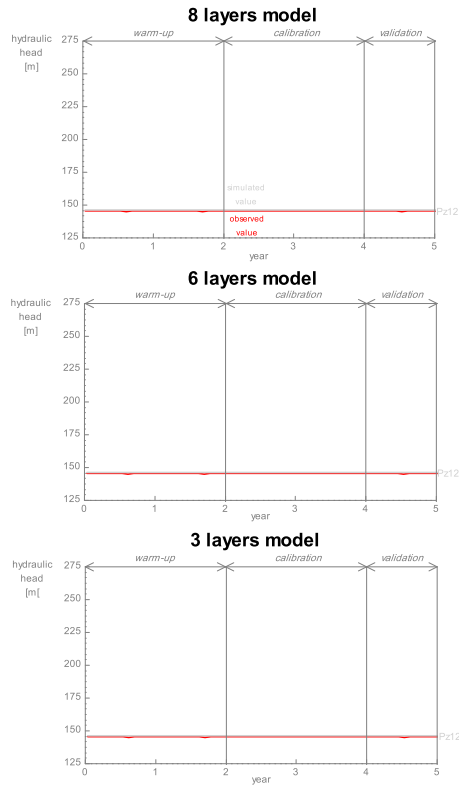 8 layers model
hydraulic
head
[m]
warm-up
calibration
validation
275
250
225
200
175
150
125
simulated
value
observed
value
Pz12
0 1 2 3 4 5
year
6 layers model
hydraulic
head
[m]
warm-up
calibration
validation
275
250
225
200
175
150
125
Pz12
0 1 2 3 4 5
year
3 layers model
hydraulic
head
[m[
warm-up
calibration
validation
275
250
225
200
175
150
125
Pz12
0 1 2 3 4 5
year